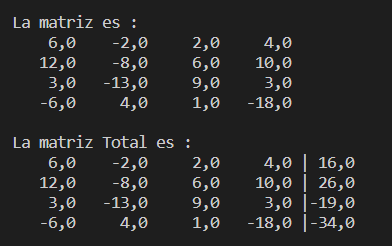 La matriz es :
6,0 -2,0 2,0 4,0
12,0 -8,0 6,0 10,0
3,0 -13,0 9,0 3,0
-6,0 4,0 1,0 -18,0
La matriz Total es :
6,0 -2,0 2,0 4,0 | 16,0
12,0 -8,0 6,0 10,0 | 26,0
3,0 -13,0 9,0 3,0 |-19,0
-6,0 4,0 1,0 -18,0 |-34,0